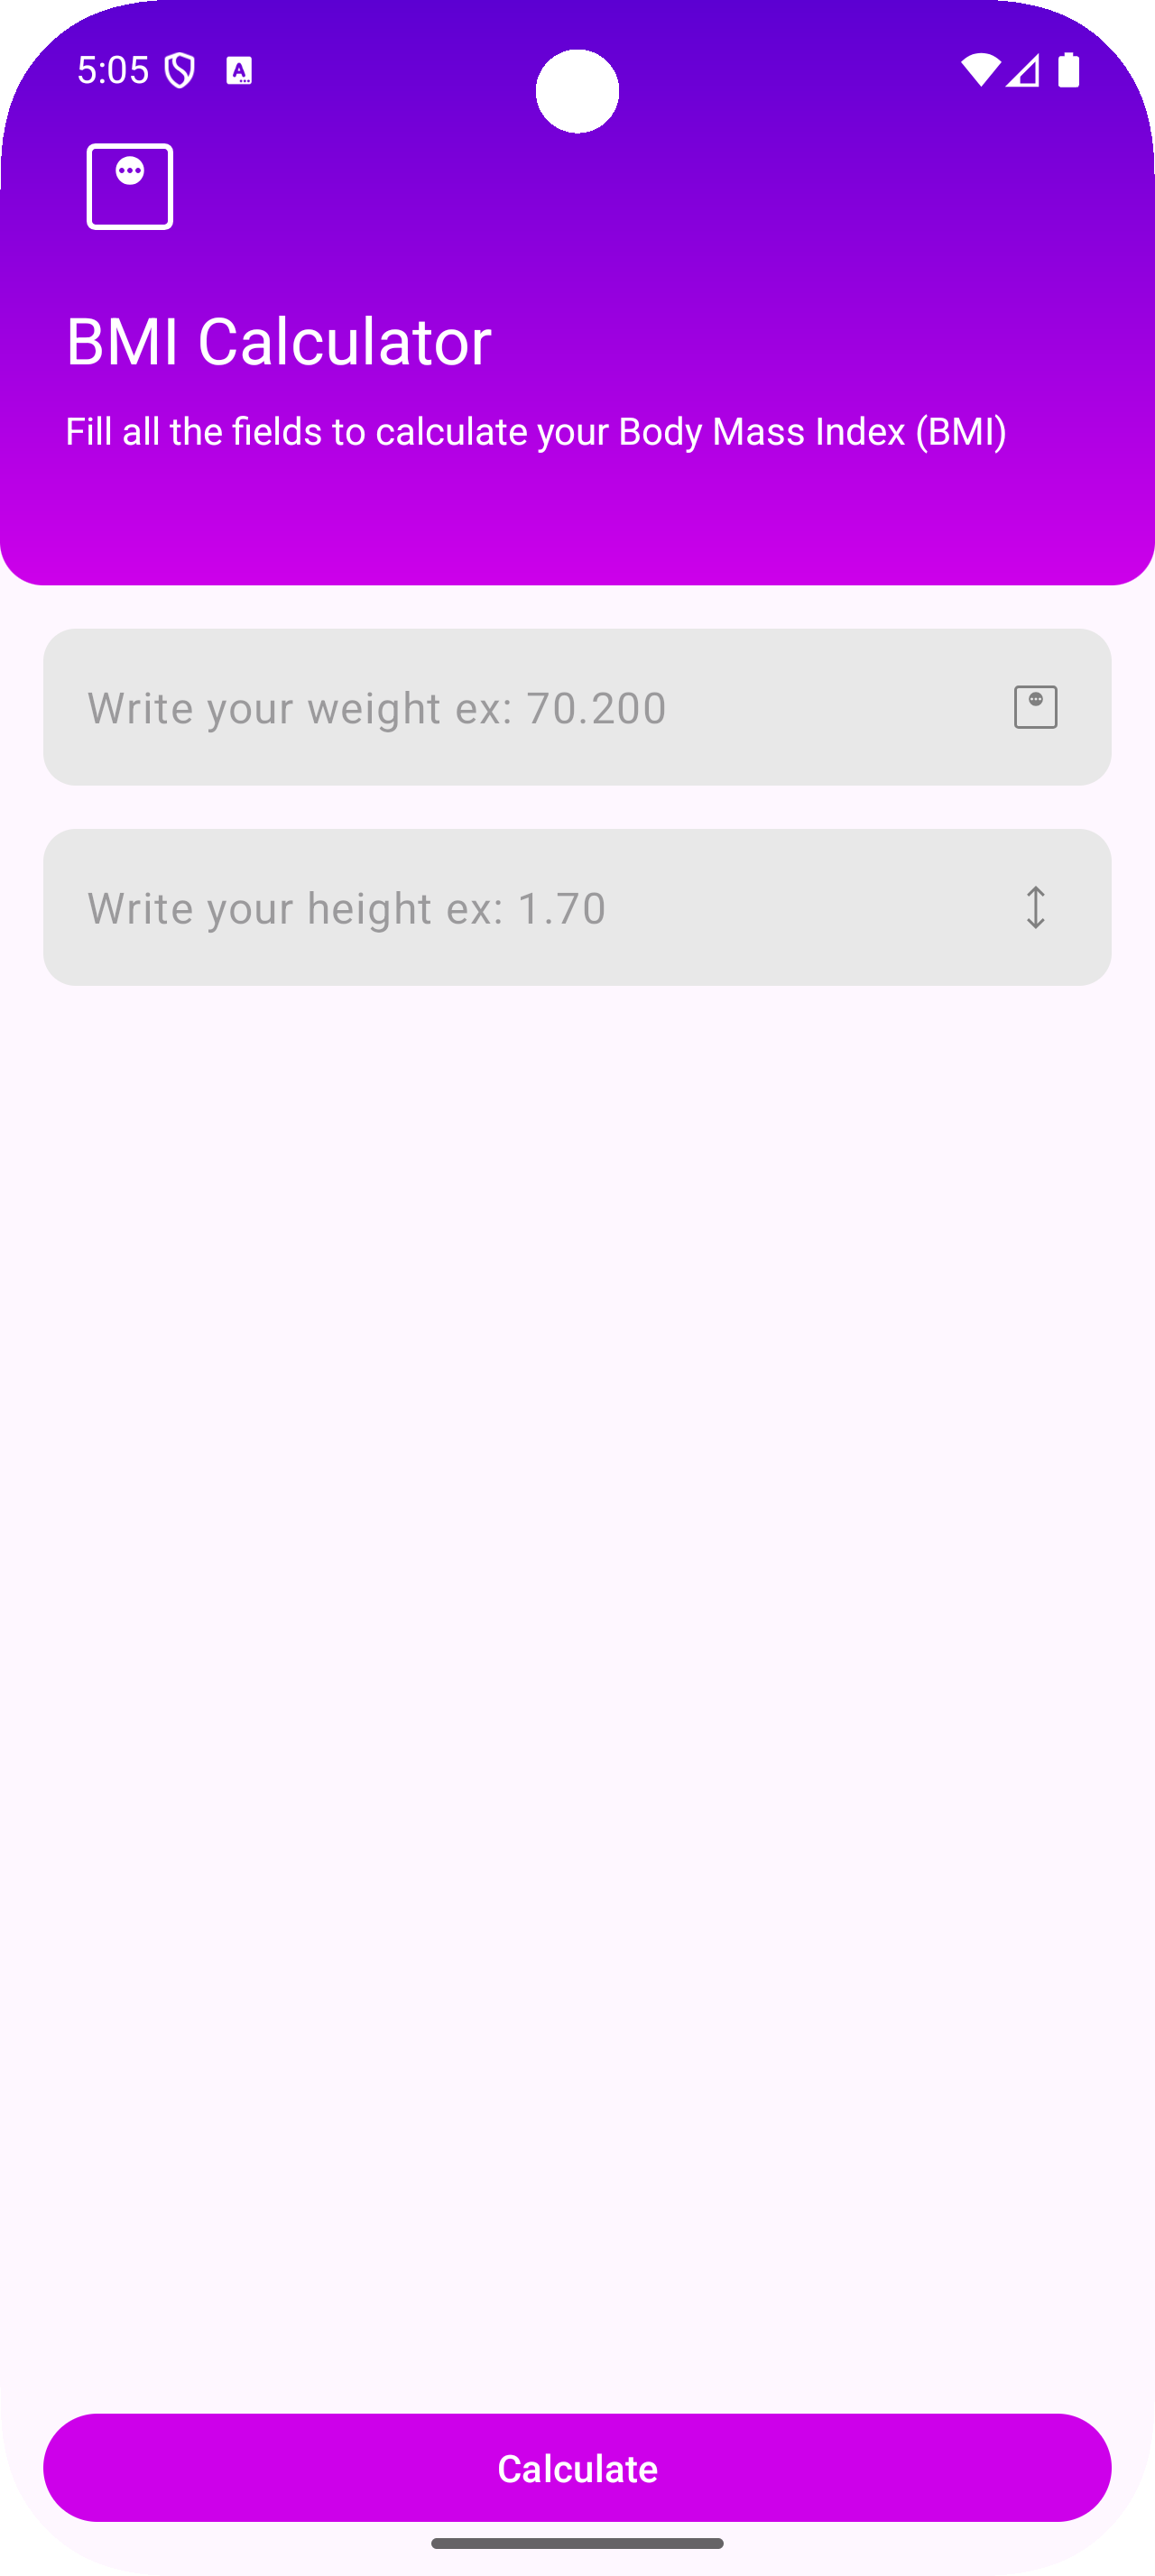 5:05
BMI Calculator
Fill all the fields to calculate your Body Mass Index (BMI)
Write your weight ex: 70.200
Write your height ex: 1.70
Calculate